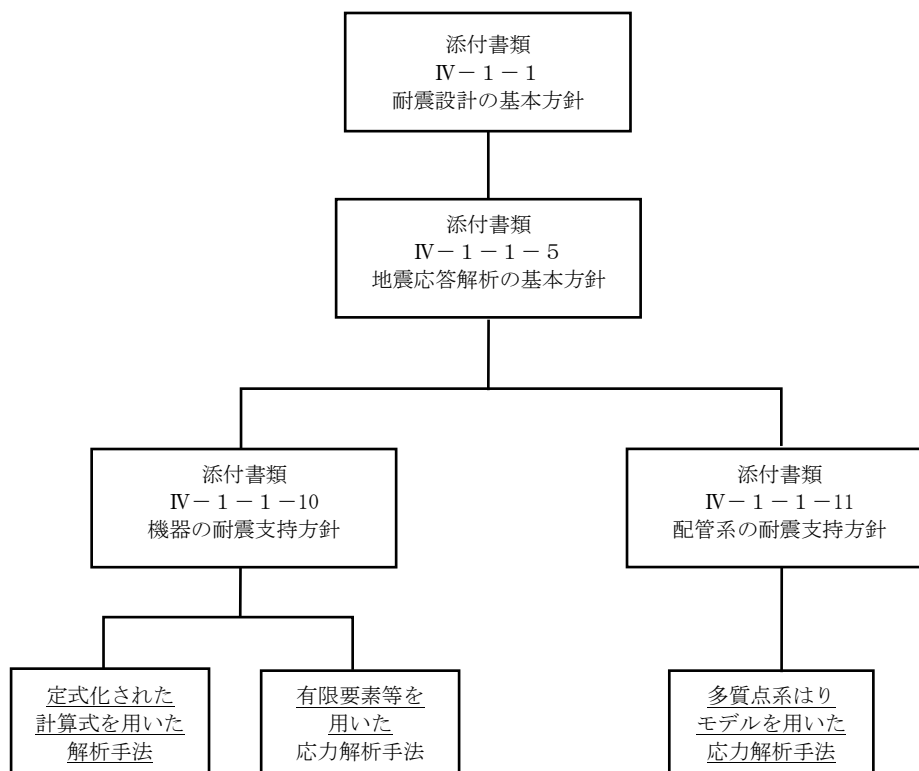 添付書類
Ⅳ－１－１
耐震設計の基本方針
添付書類
Ⅳ－１－１－５
地震応答解析の基本方針
添付書類
Ⅳ－１－１－10
機器の耐震支持方針
添付書類
Ⅳ－１－１－11
配管系の耐震支持方針
定式化された
計算式を用いた
解析手法
有限要素等を
用いた
応力解析手法
多質点系はり
モデルを用いた
応力解析手法